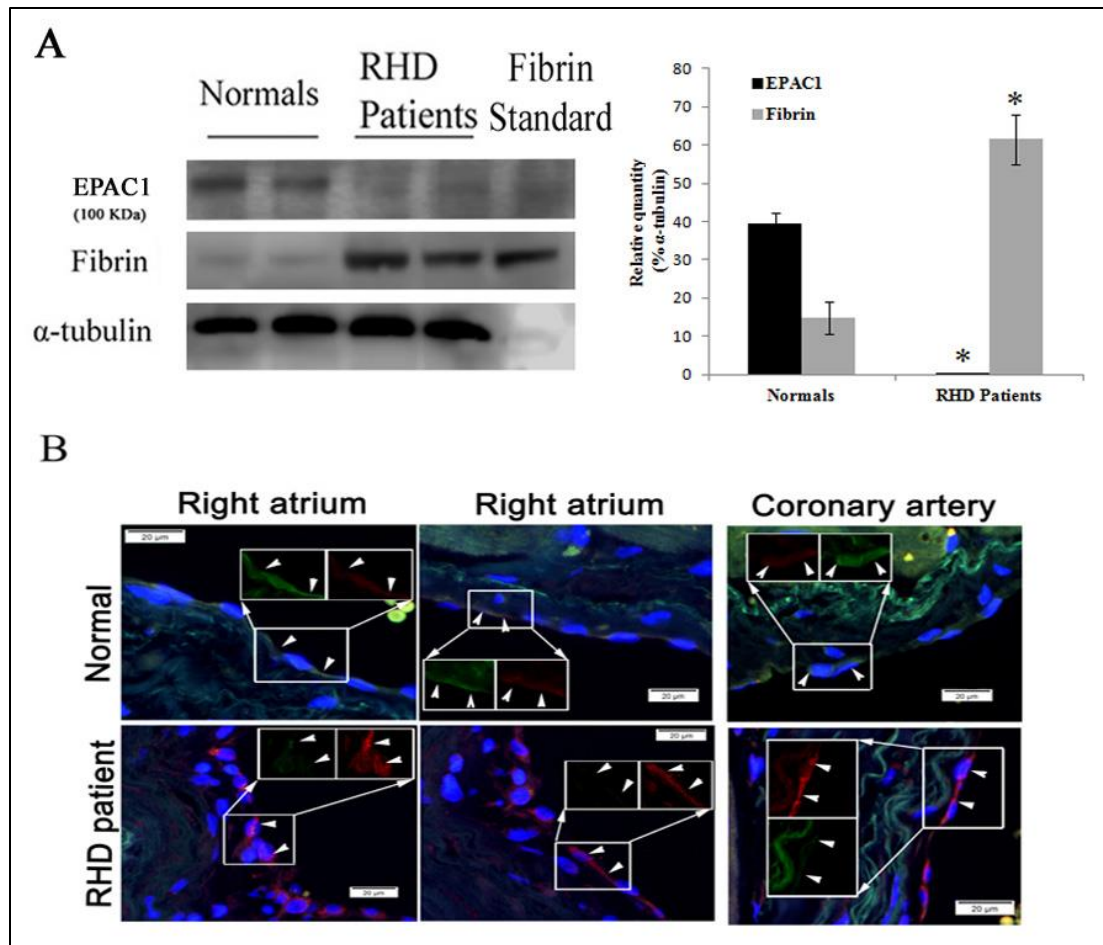 A
Normals
RHD
Patients
Fibrin
Standard
EPAC1
(100 KDa)
Fibrin
α-tubulin
Relative quantity
(% α-tubulin)
80
70
60
50
40
30
20
10
0
EPAC1
Fibrin
*
*
Normals
RHD Patients
B
Right atrium
Right atrium
Coronary artery
Normal
20 µm
20 µm
20 µm
RHD patient
20 µm
20 µm
20 µm